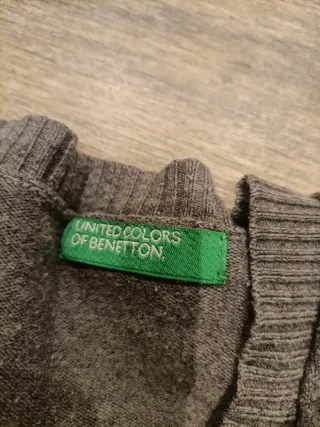 UNITED COLORS
OF BENETTON.